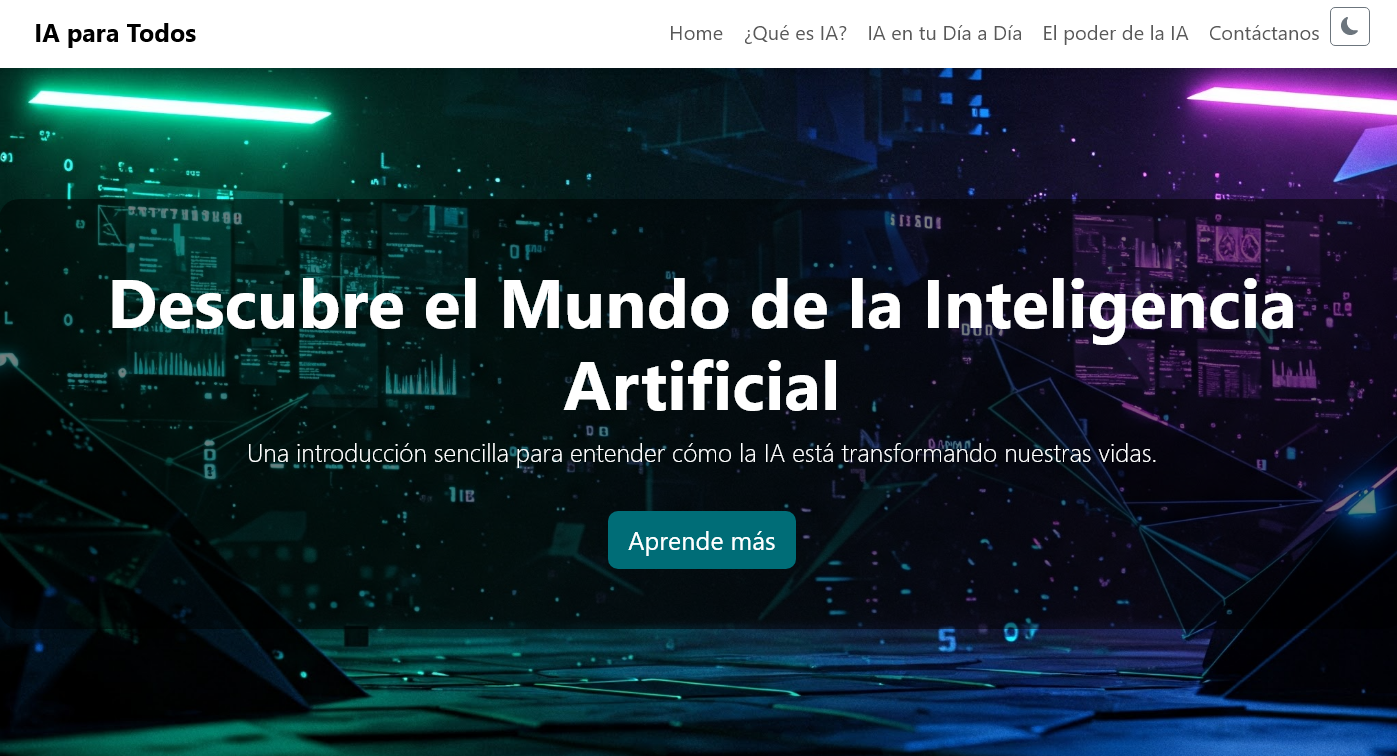 IA para Todos
Home ¿Qué es IA? IA en tu Día a Día El poder de la IA Contáctanos
Descubre el Mundo de la Inteligencia
Artificial
Una introducción sencilla para entender cómo la IA está transformando nuestras vidas.
Aprende más